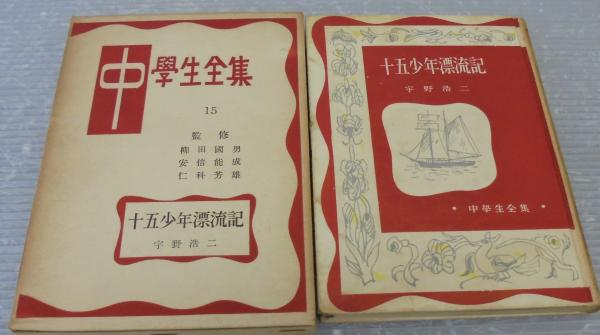 中學生全集
15
監修
柳田國男
安倍能成
仁科芳雄
十五少年漂流記
宇野浩二
十五少年漂流記
宇野浩二
・中學生全集・